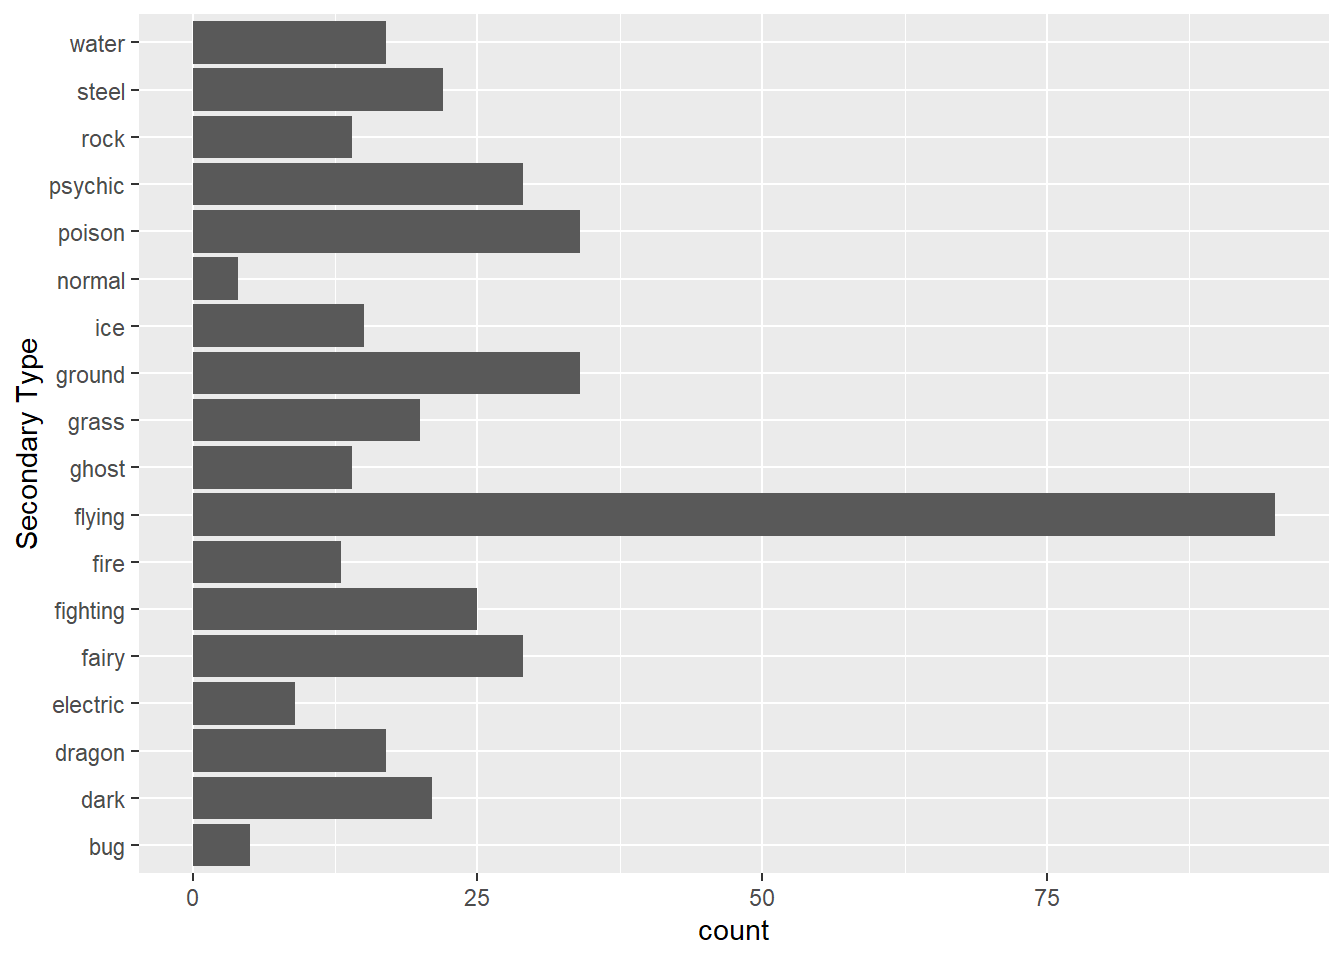 water
steel
rock
psychic
poison
normal
ice
ground
grass
ghost
flying
fire
fighting
fairy
electric
dragon
dark
bug
Secondary Type
0 25 50 75
count